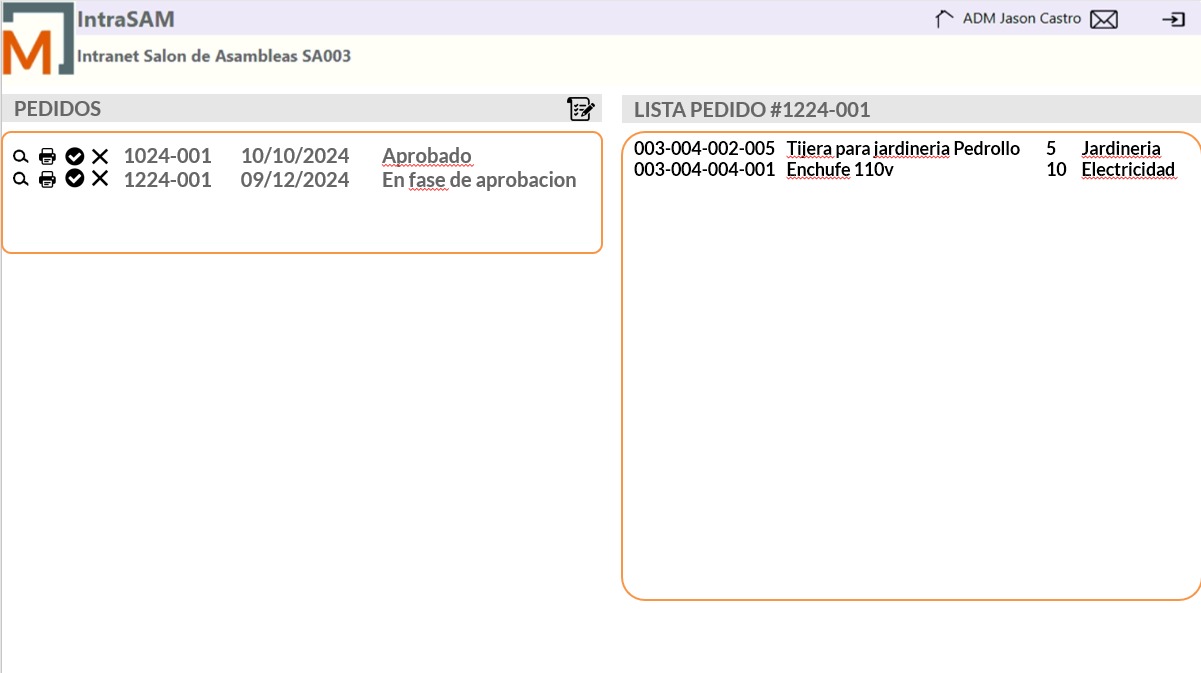 M
IntraSAM
ADM Jason Castro
Intranet Salon de Asambleas SA003
PEDIDOS
1024-001 10/10/2024 Aprobado
1224-001 09/12/2024 En fase de aprobacion
LISTA PEDIDO #1224-001
003-004-002-005 Tijera para jardineria Pedrollo 5 Jardineria
003-004-004-001 Enchufe 110v 10 Electricidad